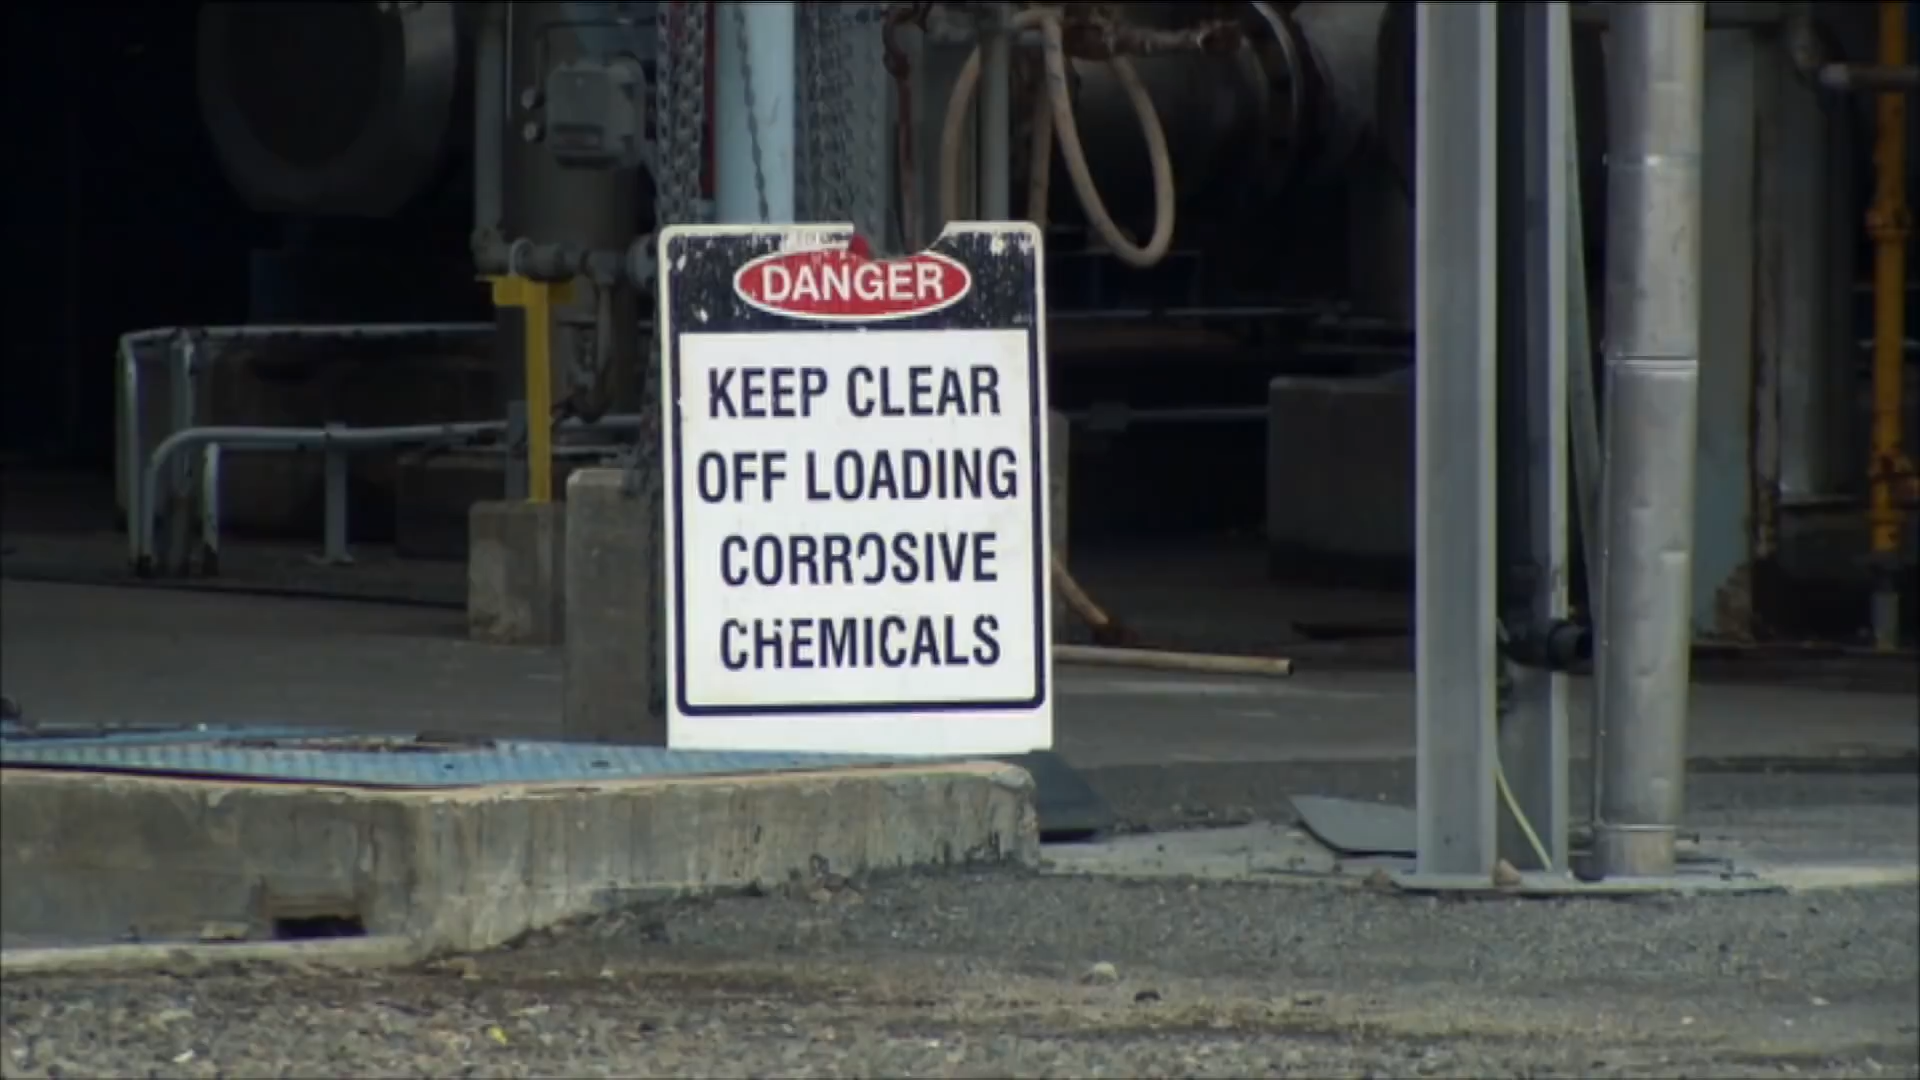 DANGER
KEEP CLEAR
OFF LOADING
CORROSIVE
CHEMICALS